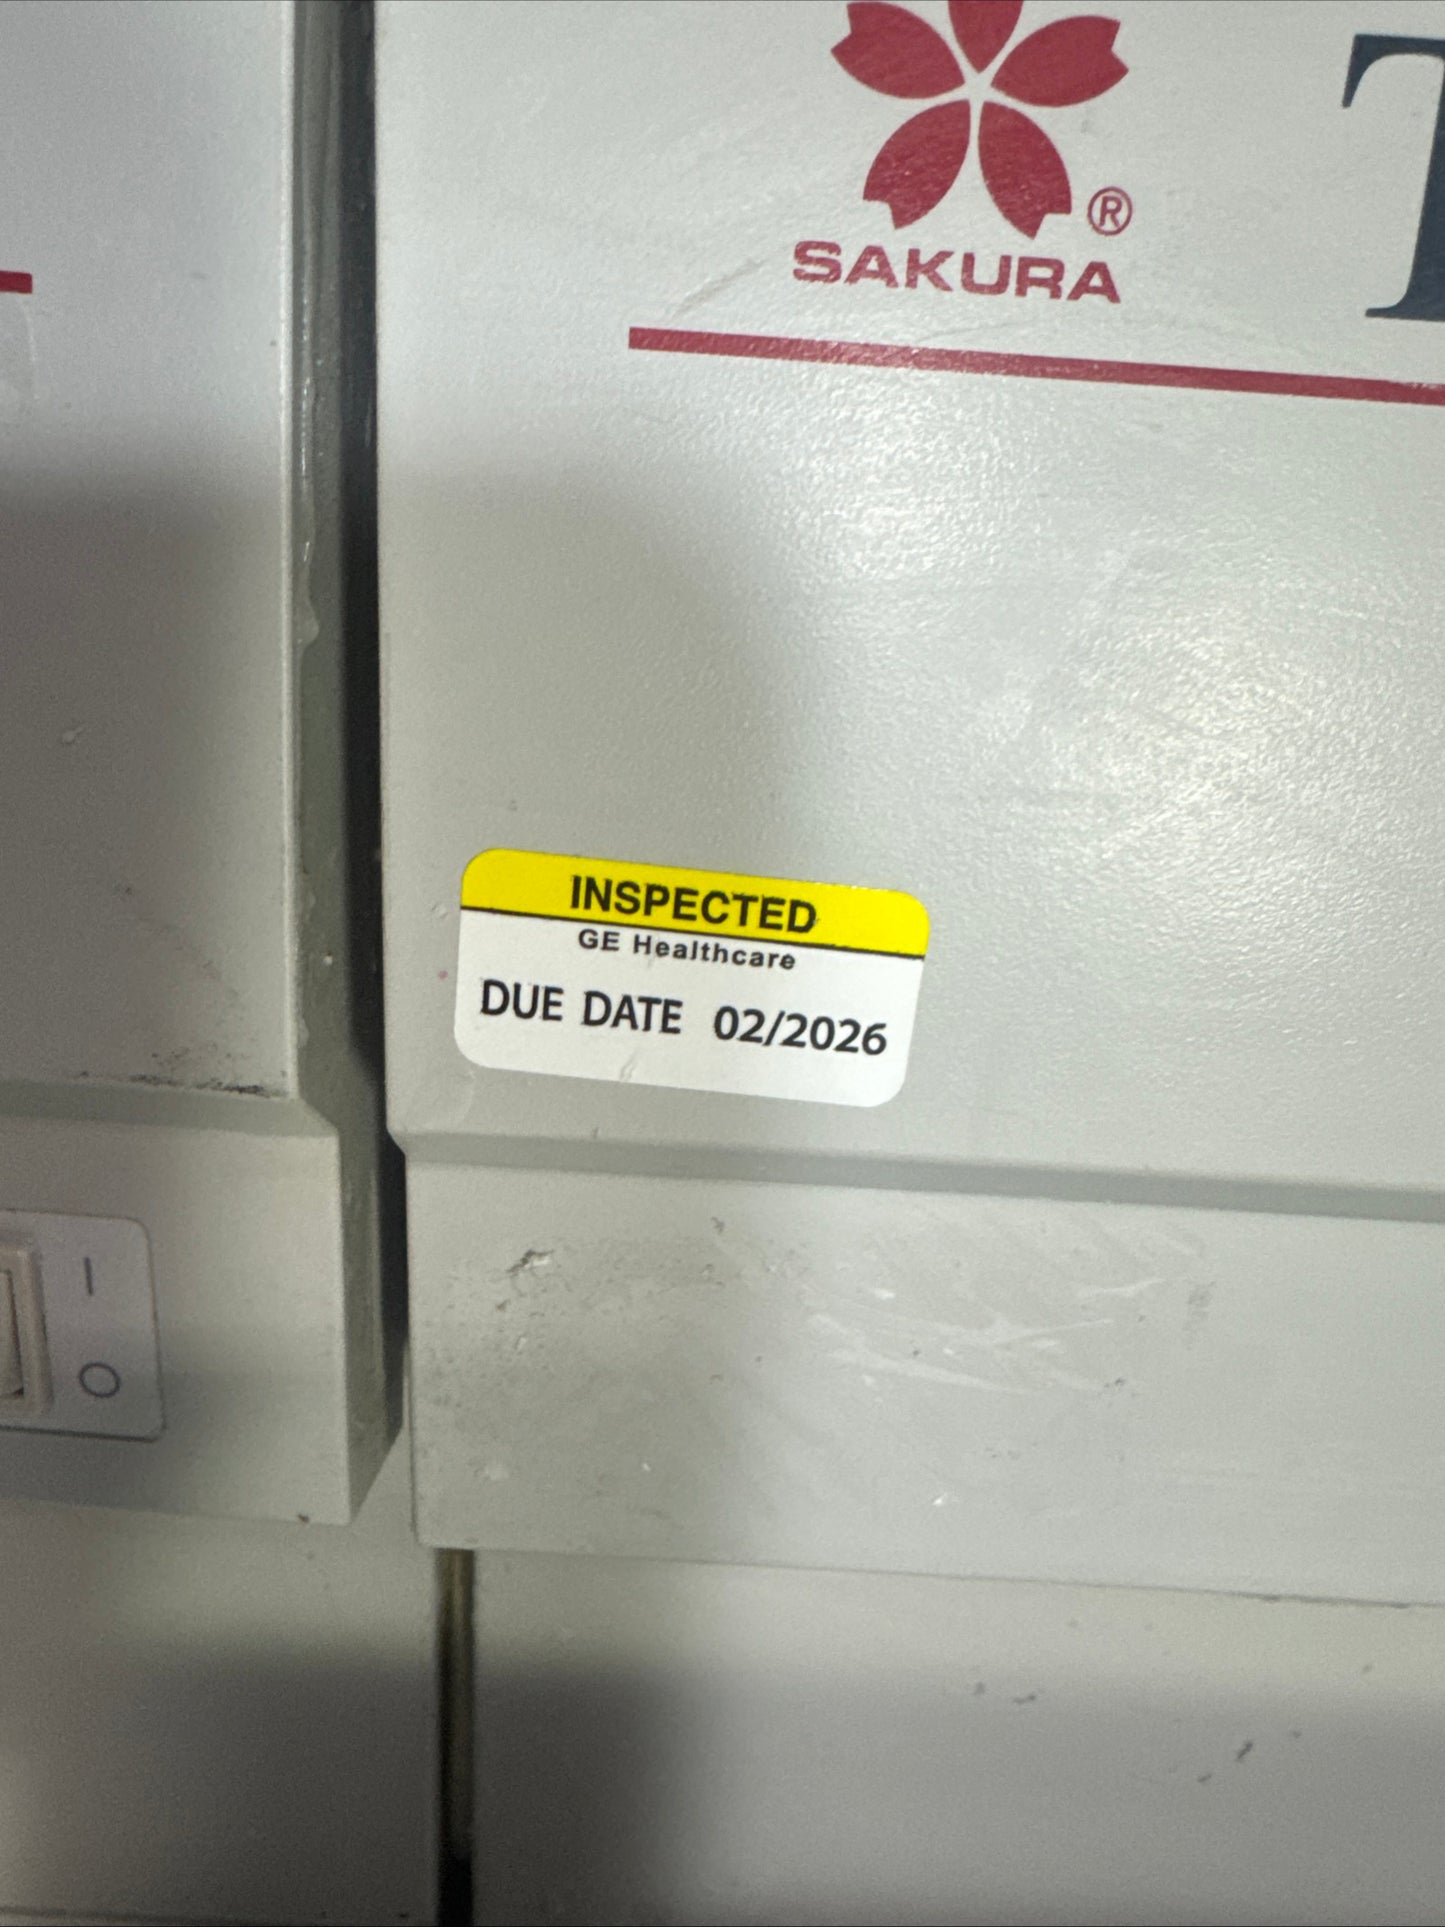 ®
SAKURA
T
INSPECTED
GE Healthcare
DUE DATE 02/2026
I
O